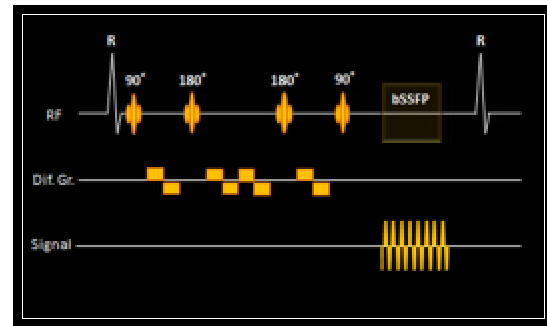 R R
90° 180° 180° 90°
bSSFP
RF
Dif. Gr.
Signal